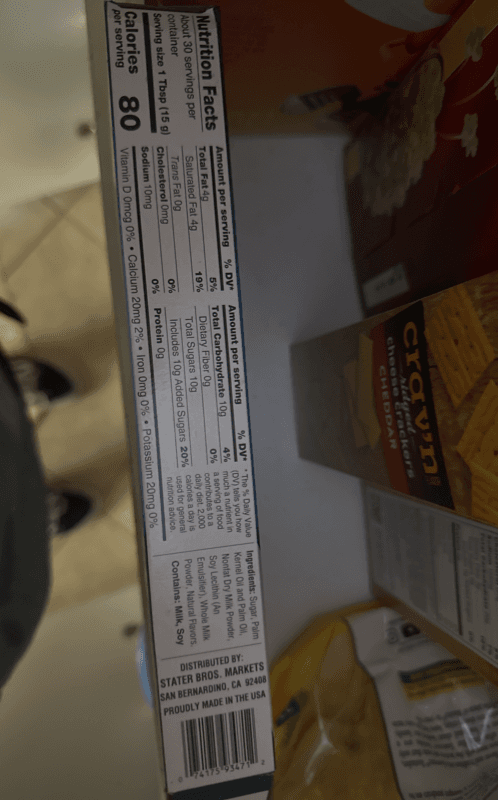 Nutrition Facts
About 30 servings per
container
Serving size 1 Tbsp (15 g)
Calories
per serving
80
Amount per serving % DV*
Total Fat 4g 5%
Saturated Fat 4g 19%
Trans Fat 0g
Cholesterol 0mg 0%
Sodium 10mg 0%
Amount per serving % DV*
Total Carbohydrate 10g 4%
Dietary Fiber 0g 0%
Total Sugars 10g
Includes 10g Added Sugars 20%
Protein 0g
Vitamin D 0mcg 0% • Calcium 20mg 2% • Iron 0mg 0% • Potassium 20mg 0%
* The % Daily Value
(DV) tells you how
much a nutrient in
a serving of food
contributes to a
daily diet. 2,000
calories a day is
used for general
nutrition advice.
Ingredients: Sugar, Palm
Kernel Oil and Palm Oil,
Nonfat Dry Milk Powder,
Soy Lecithin (An
Emulsifier), Whole Milk
Powder, Natural Flavors.
Contains: Milk, Soy
DISTRIBUTED BY:
STATER BROS. MARKETS
SAN BERNARDINO, CA 92408
PROUDLY MADE IN THE USA
0 74175 93471
crav'n
baked
cheese crackers
CHEDDAR